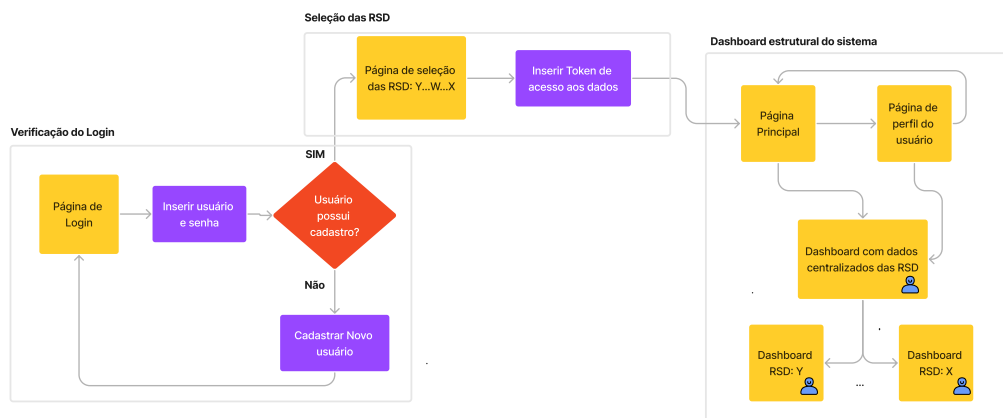 Seleção das RSD
Página de seleção
das RSD: Y...W...X
Inserir Token de
acesso aos dados
Dashboard estrutural do sistema
Página
Principal
Página de
perfil do
usuário
Verificação do Login
SIM
Página de
Login
Inserir usuário
e senha
Usuário
possui
cadastro?
Não
Cadastrar Novo
usuário
Dashboard com dados
centralizados das RSD
Dashboard
RSD: Y
...
Dashboard
RSD: X